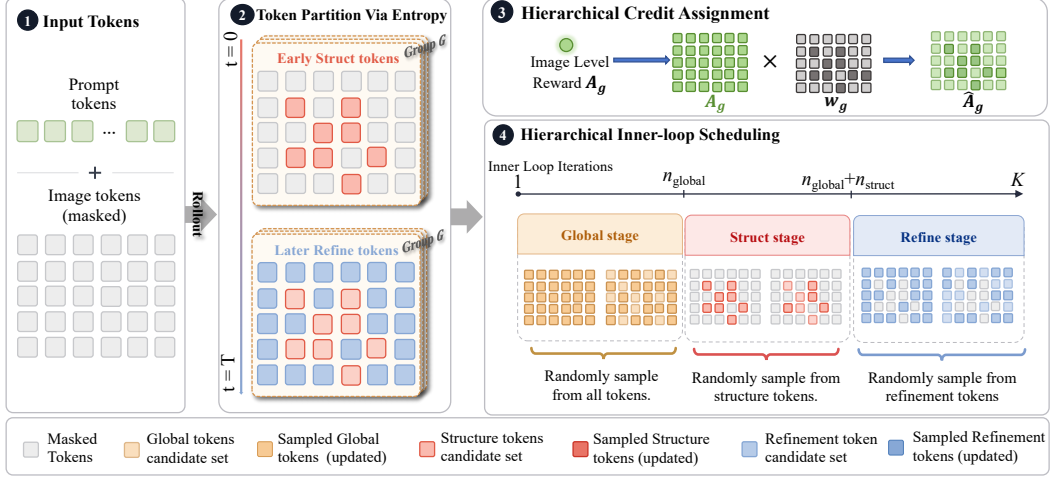 1 Input Tokens
Prompt
tokens
...
+
Image tokens
(masked)
Rollout
2 Token Partition Via Entropy
t = 0
Group G
Early Struct tokens
Group G
Later Refine tokens
t = T
3 Hierarchical Credit Assignment
Image Level
Reward A_g
A_g
×
w_g
Â_g
4 Hierarchical Inner-loop Scheduling
Inner Loop Iterations
1
n_global
n_global+n_struct
K
Global stage
Struct stage
Refine stage
Randomly sample
from all tokens.
Randomly sample from
structure tokens.
Randomly sample from
refinement tokens
Masked
Tokens
Global tokens
candidate set
Sampled Global
tokens (updated)
Structure tokens
candidate set
Sampled Structure
tokens (updated)
Refinement token
candidate set
Sampled Refinement
tokens (updated)